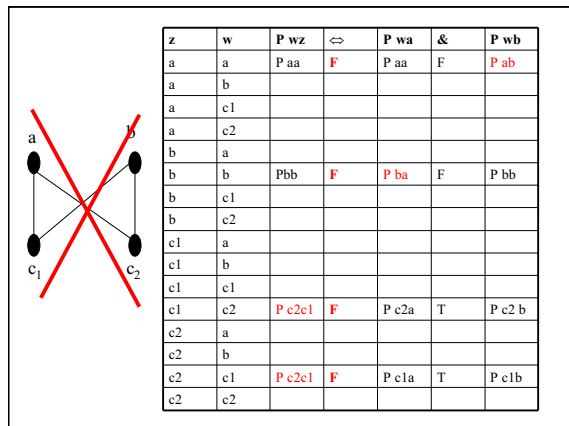 z w P wz ⇔ P wa & P wb
a a P aa F P aa F P ab
a b
a c1
a c2
b a
b b Pbb F P ba F P bb
b c1
b c2
c1 a
c1 b
c1 c1
c1 c2 P c2c1 F P c2a T P c2 b
c2 a
c2 b
c2 c1 P c2c1 F P c1a T P c1b
c2 c2
a b
c1 c2